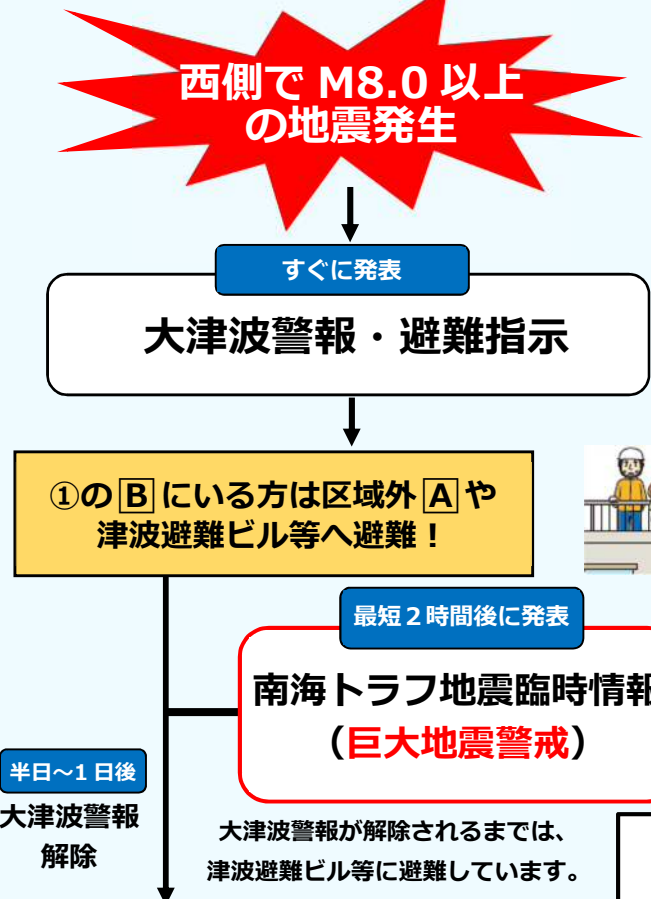 西側で M8.0 以上
の地震発生
すぐに発表
大津波警報・避難指示
①の B にいる方は区域外 A や
津波避難ビル等へ避難！
最短２時間後に発表
南海トラフ地震臨時情報
（巨大地震警戒）
半日～1 日後
大津波警報
解除
大津波警報が解除されるまでは、
津波避難ビル等に避難しています。